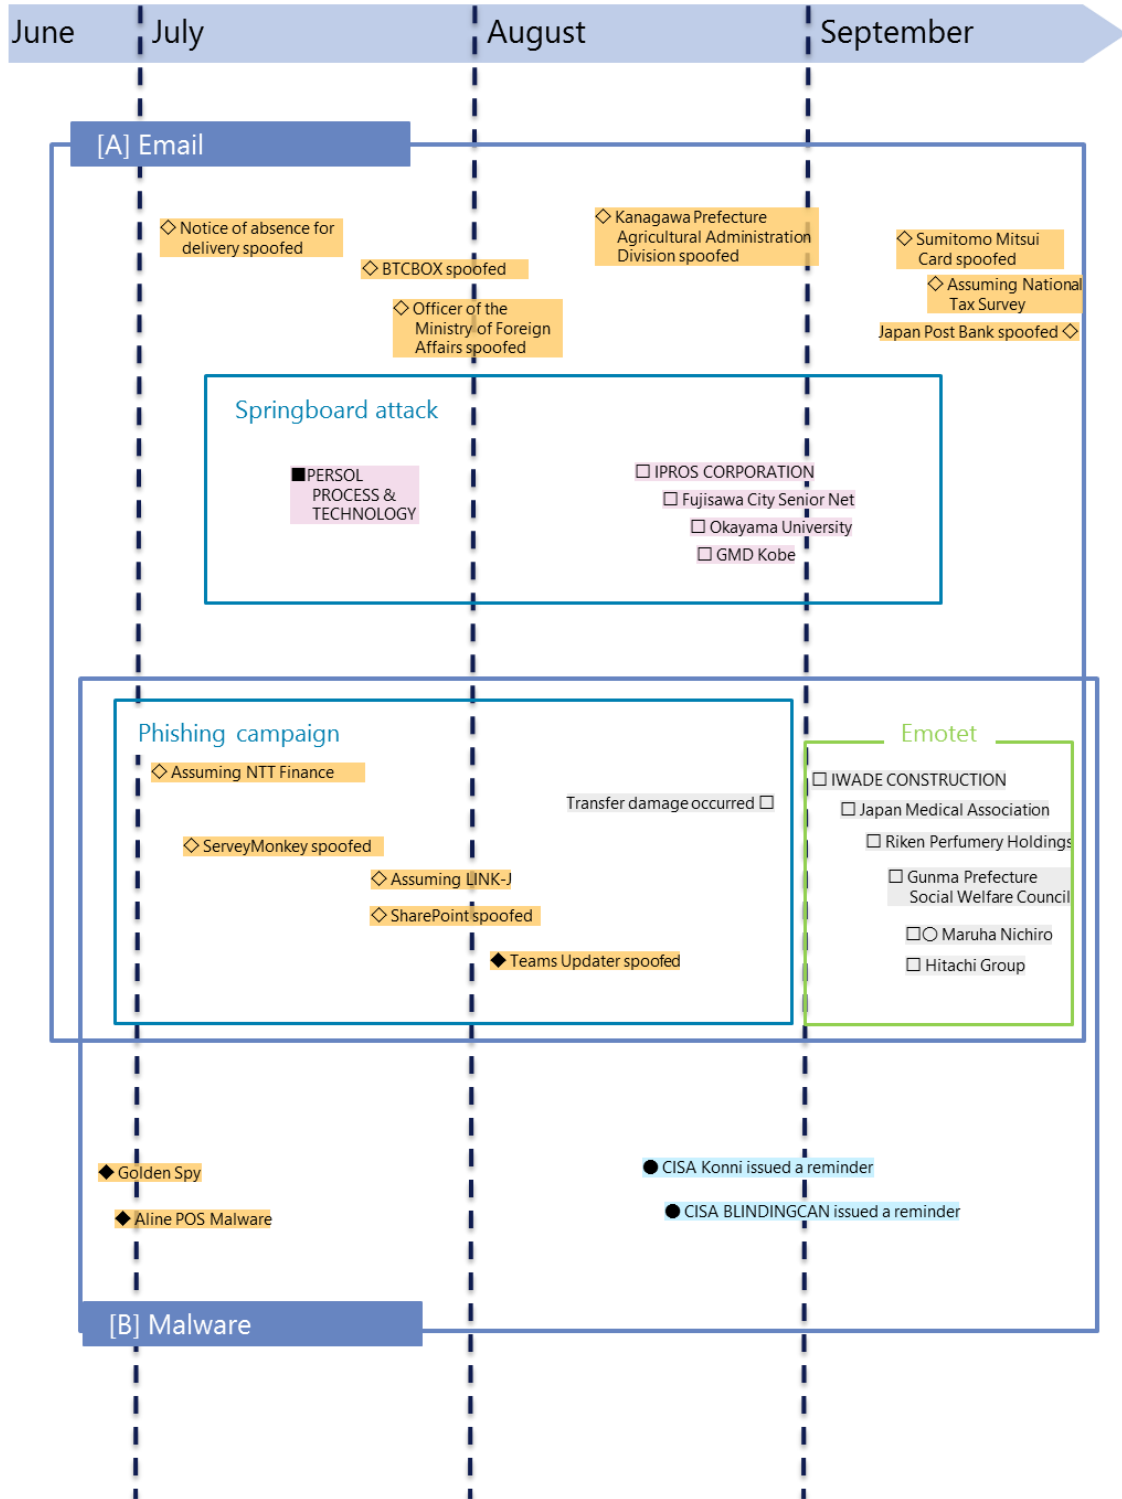 June
July
August
September
[A] Email
◇ Notice of absence for
delivery spoofed
◇ BTCBOX spoofed
◇ Officer of the
Ministry of Foreign
Affairs spoofed
◇ Kanagawa Prefecture
Agricultural Administration
Division spoofed
◇ Sumitomo Mitsui
Card spoofed
◇ Assuming National
Tax Survey
Japan Post Bank spoofed ◇
Springboard attack
■PERSOL
PROCESS &
TECHNOLOGY
□ IPROS CORPORATION
□ Fujisawa City Senior Net
□ Okayama University
□ GMD Kobe
Phishing campaign
◇ Assuming NTT Finance
Transfer damage occurred □
◇ ServeyMonkey spoofed
◇ Assuming LINK-J
◇ SharePoint spoofed
◆ Teams Updater spoofed
Emotet
□ IWADE CONSTRUCTION
□ Japan Medical Association
□ Riken Perfumery Holdings
□ Gunma Prefecture
Social Welfare Council
□○ Maruha Nichiro
□ Hitachi Group
◆ Golden Spy
◆ Aline POS Malware
● CISA Konni issued a reminder
● CISA BLINDINGCAN issued a reminder
[B] Malware